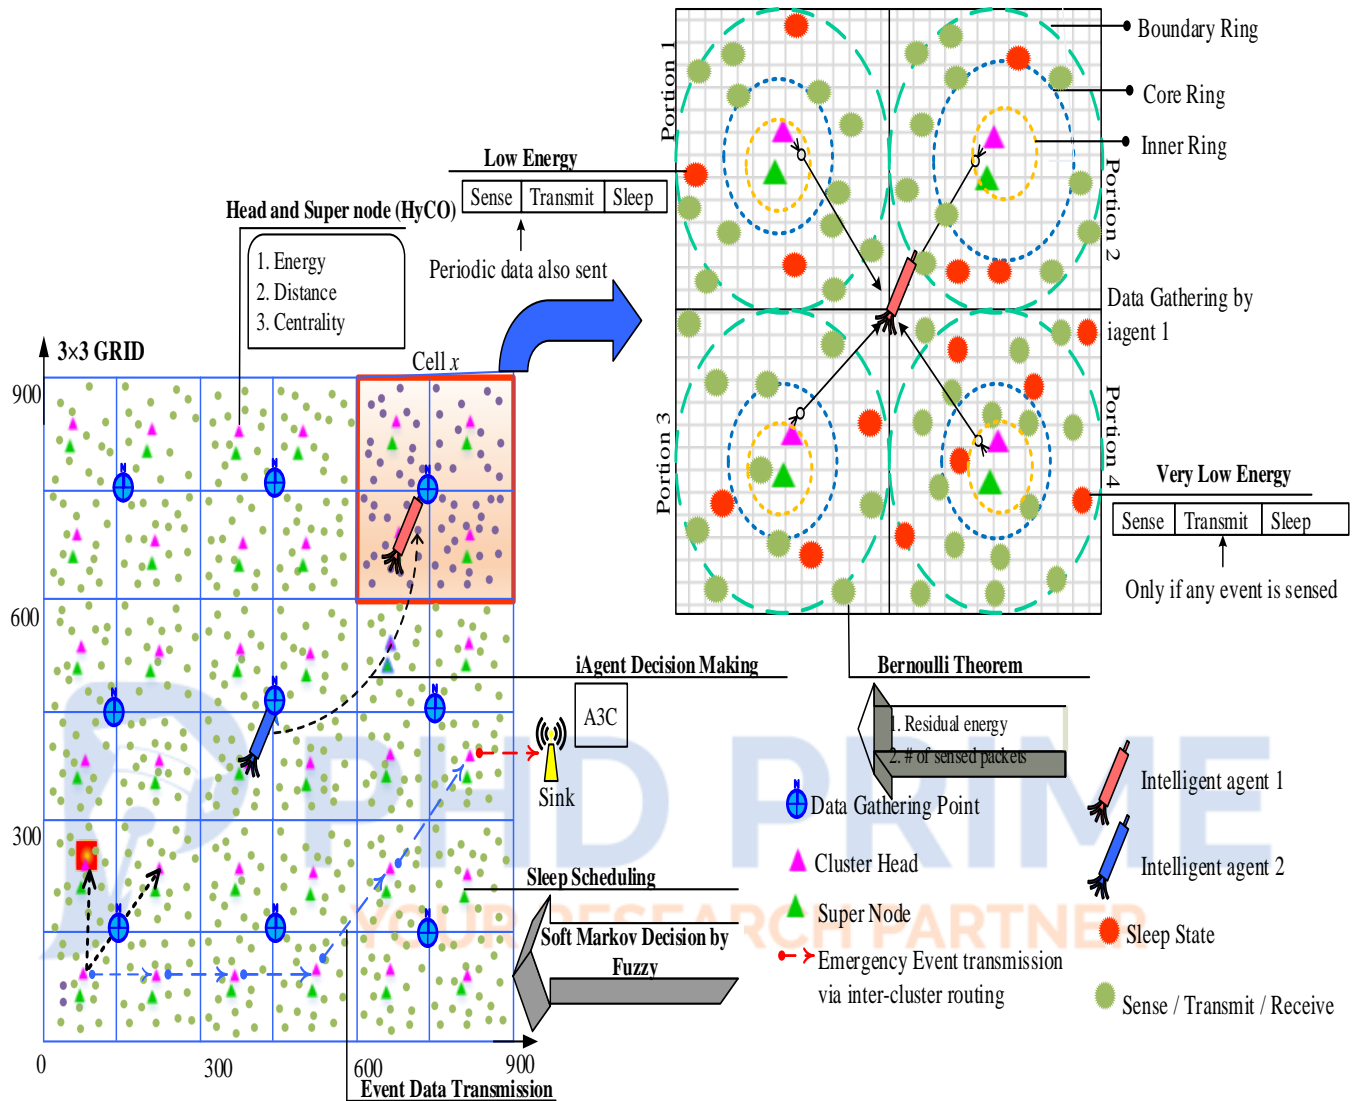 Portion 1
Boundary Ring
Core Ring
Inner Ring
Low Energy
Sense Transmit Sleep
Periodic data also sent
Head and Super node (HyCO)
1. Energy
2. Distance
3. Centrality
Portion 2
Data Gathering by
iagent 1
3×3 GRID
Cell x
900
600
300
0
300
600
900
N
N
N
N
N
N
N
N
N
Portion 3
Portion 4
Very Low Energy
Sense Transmit Sleep
Only if any event is sensed
iAgent Decision Making
A3C
Sink
Bernoulli Theorem
1. Residual energy
2. # of sensed packets
PHD PRIME
YOUR RESEARCH PARTNER
N
Data Gathering Point
Cluster Head
Super Node
Emergency Event transmission
via inter-cluster routing
Intelligent agent 1
Intelligent agent 2
Sleep State
Sense / Transmit / Receive
Sleep Scheduling
Soft Markov Decision by
Fuzzy
Event Data Transmission